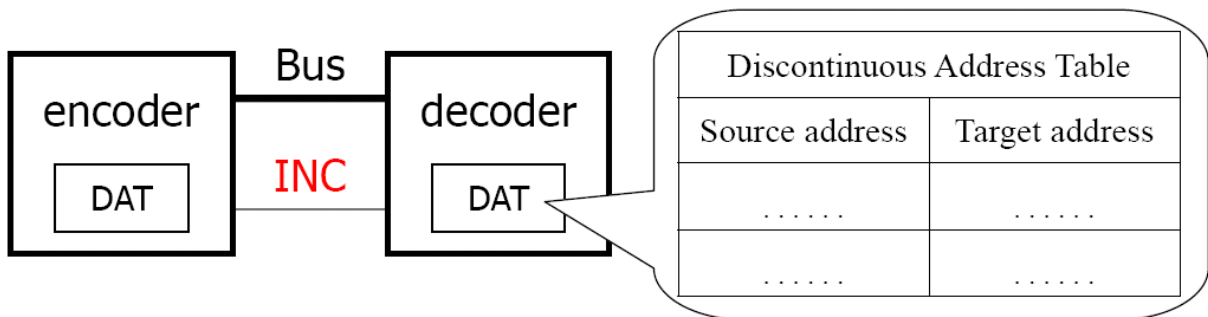 encoder
DAT
Bus
INC
decoder
DAT
Discontinuous Address Table
Source address Target address
. . . . . . . . . . . .
. . . . . . . . . . . .